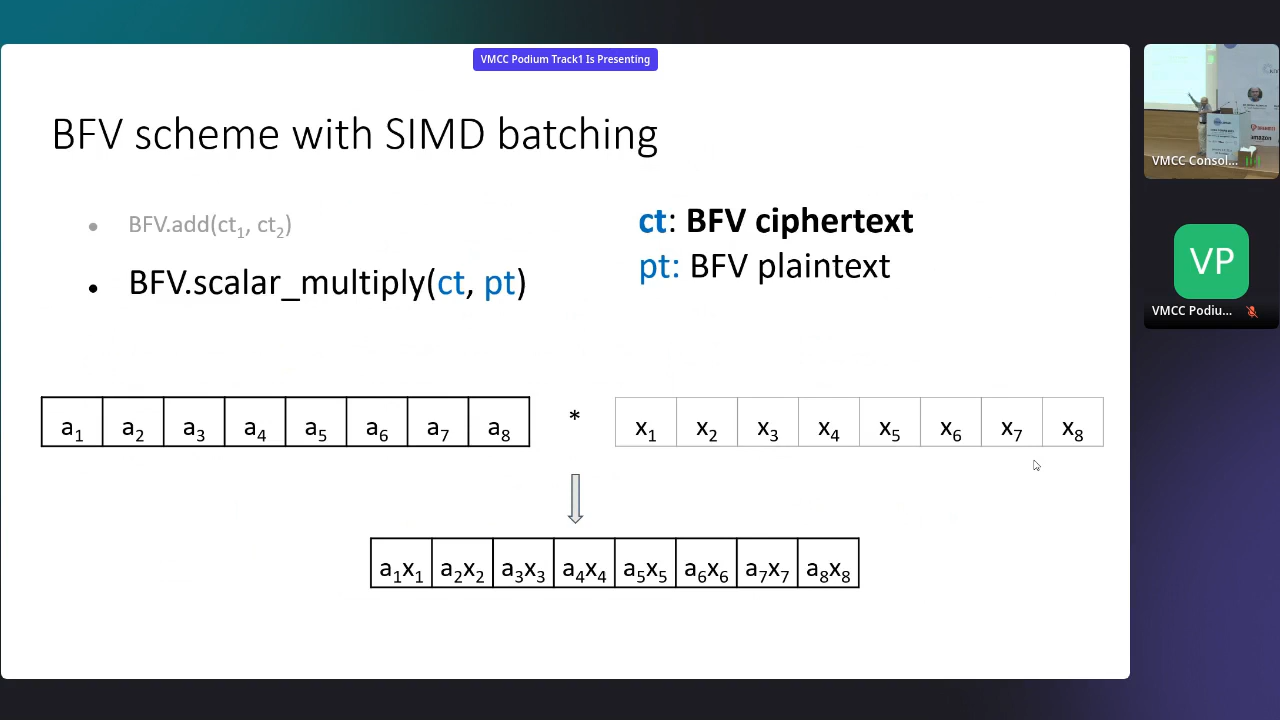 VMCC Podium Track1 Is Presenting
BFV scheme with SIMD batching
• BFV.add(ct₁, ct₂)
• BFV.scalar_multiply(ct, pt)
ct: BFV ciphertext
pt: BFV plaintext
a₁ a₂ a₃ a₄ a₅ a₆ a₇ a₈ * x₁ x₂ x₃ x₄ x₅ x₆ x₇ x₈
a₁x₁ a₂x₂ a₃x₃ a₄x₄ a₅x₅ a₆x₆ a₇x₇ a₈x₈
amazon
VMCC Consol...
VP
VMCC Podiu...